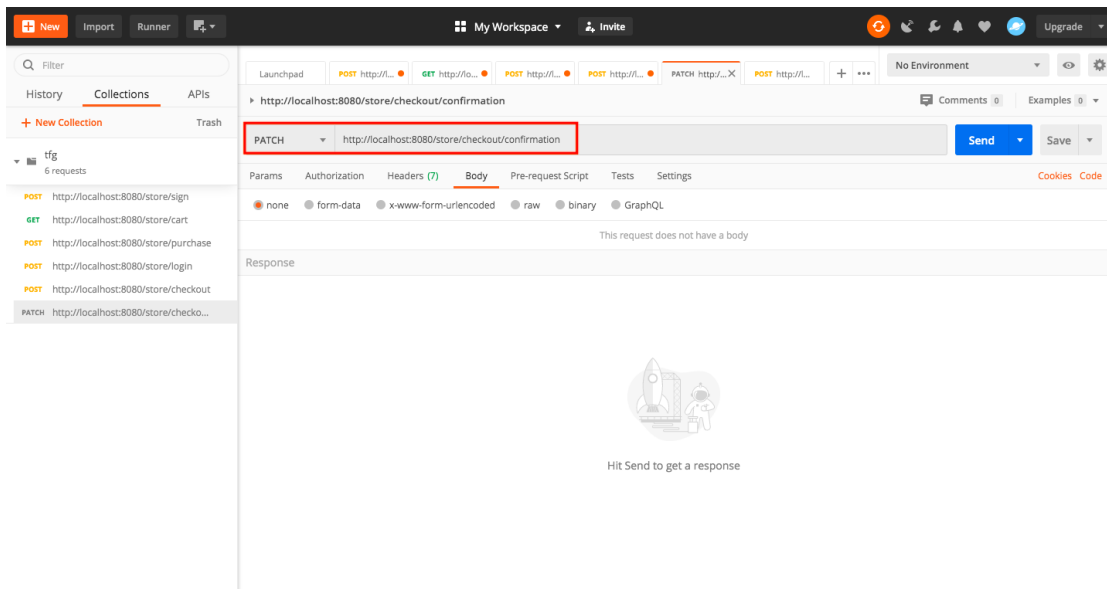 New Import Runner My Workspace Invite Upgrade
Filter
History Collections APIs
+ New Collection Trash
tfg
6 requests
POST http://localhost:8080/store/sign
GET http://localhost:8080/store/cart
POST http://localhost:8080/store/purchase
POST http://localhost:8080/store/login
POST http://localhost:8080/store/checkout
PATCH http://localhost:8080/store/checko...
Launchpad POST http://l... GET http://lo... POST http://l... POST http://l... PATCH http:/... X POST http://l... + ... No Environment
http://localhost:8080/store/checkout/confirmation Comments 0 Examples 0
PATCH http://localhost:8080/store/checkout/confirmation Send Save
Params Authorization Headers (7) Body Pre-request Script Tests Settings Cookies Code
none form-data x-www-form-urlencoded raw binary GraphQL
This request does not have a body
Response
Hit Send to get a response